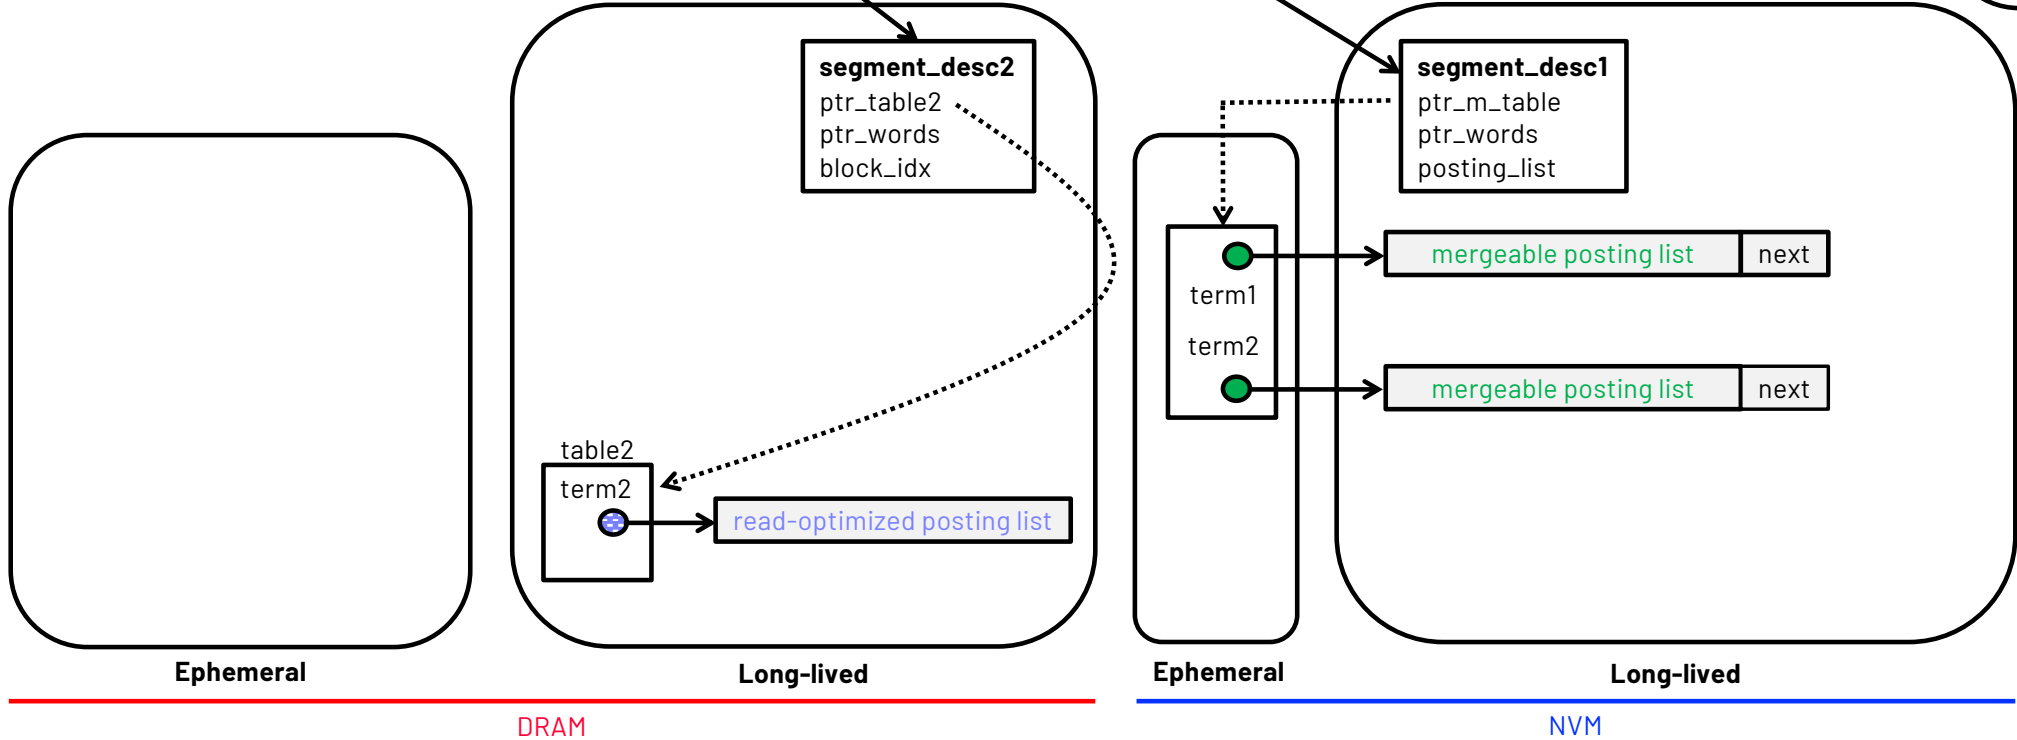 segment_desc2
ptr_table2
ptr_words
block_idx
table2
term2
read-optimized posting list
segment_desc1
ptr_m_table
ptr_words
posting_list
term1
term2
mergeable posting list
next
mergeable posting list
next
Ephemeral
Long-lived
Ephemeral
Long-lived
DRAM
NVM